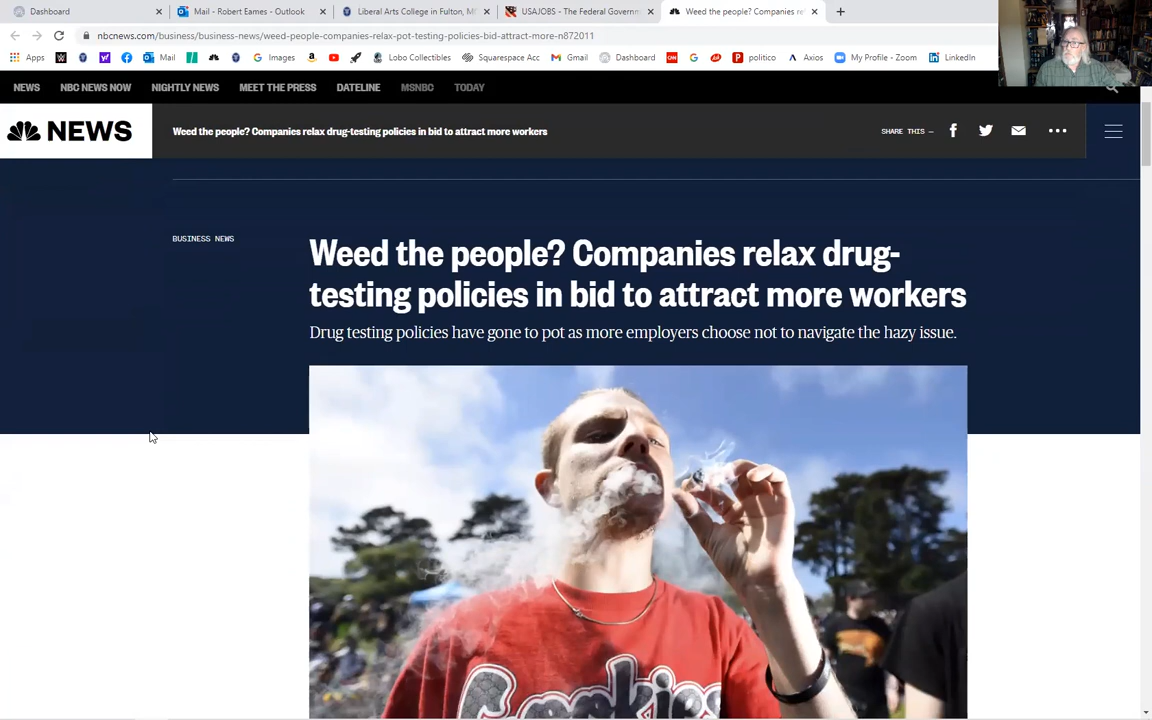 Dashboard
Mail - Robert Eames - Outlook
Liberal Arts College in Fulton, M
USAJOBS - The Federal Governm
Weed the people? Companies re
nbcnews.com/business/business-news/weed-people-companies-relax-pot-testing-policies-bid-attract-more-n872011
Apps
Mail
Images
Lobo Collectibles
Squarespace Acc
Gmail
Dashboard
politico
Axios
My Profile - Zoom
LinkedIn
NEWS
NBC NEWS NOW
NIGHTLY NEWS
MEET THE PRESS
DATELINE
MSNBC
TODAY
NEWS
Weed the people? Companies relax drug-testing policies in bid to attract more workers
SHARE THIS —
BUSINESS NEWS
Weed the people? Companies relax drug-
testing policies in bid to attract more workers
Drug testing policies have gone to pot as more employers choose not to navigate the hazy issue.
Cookies